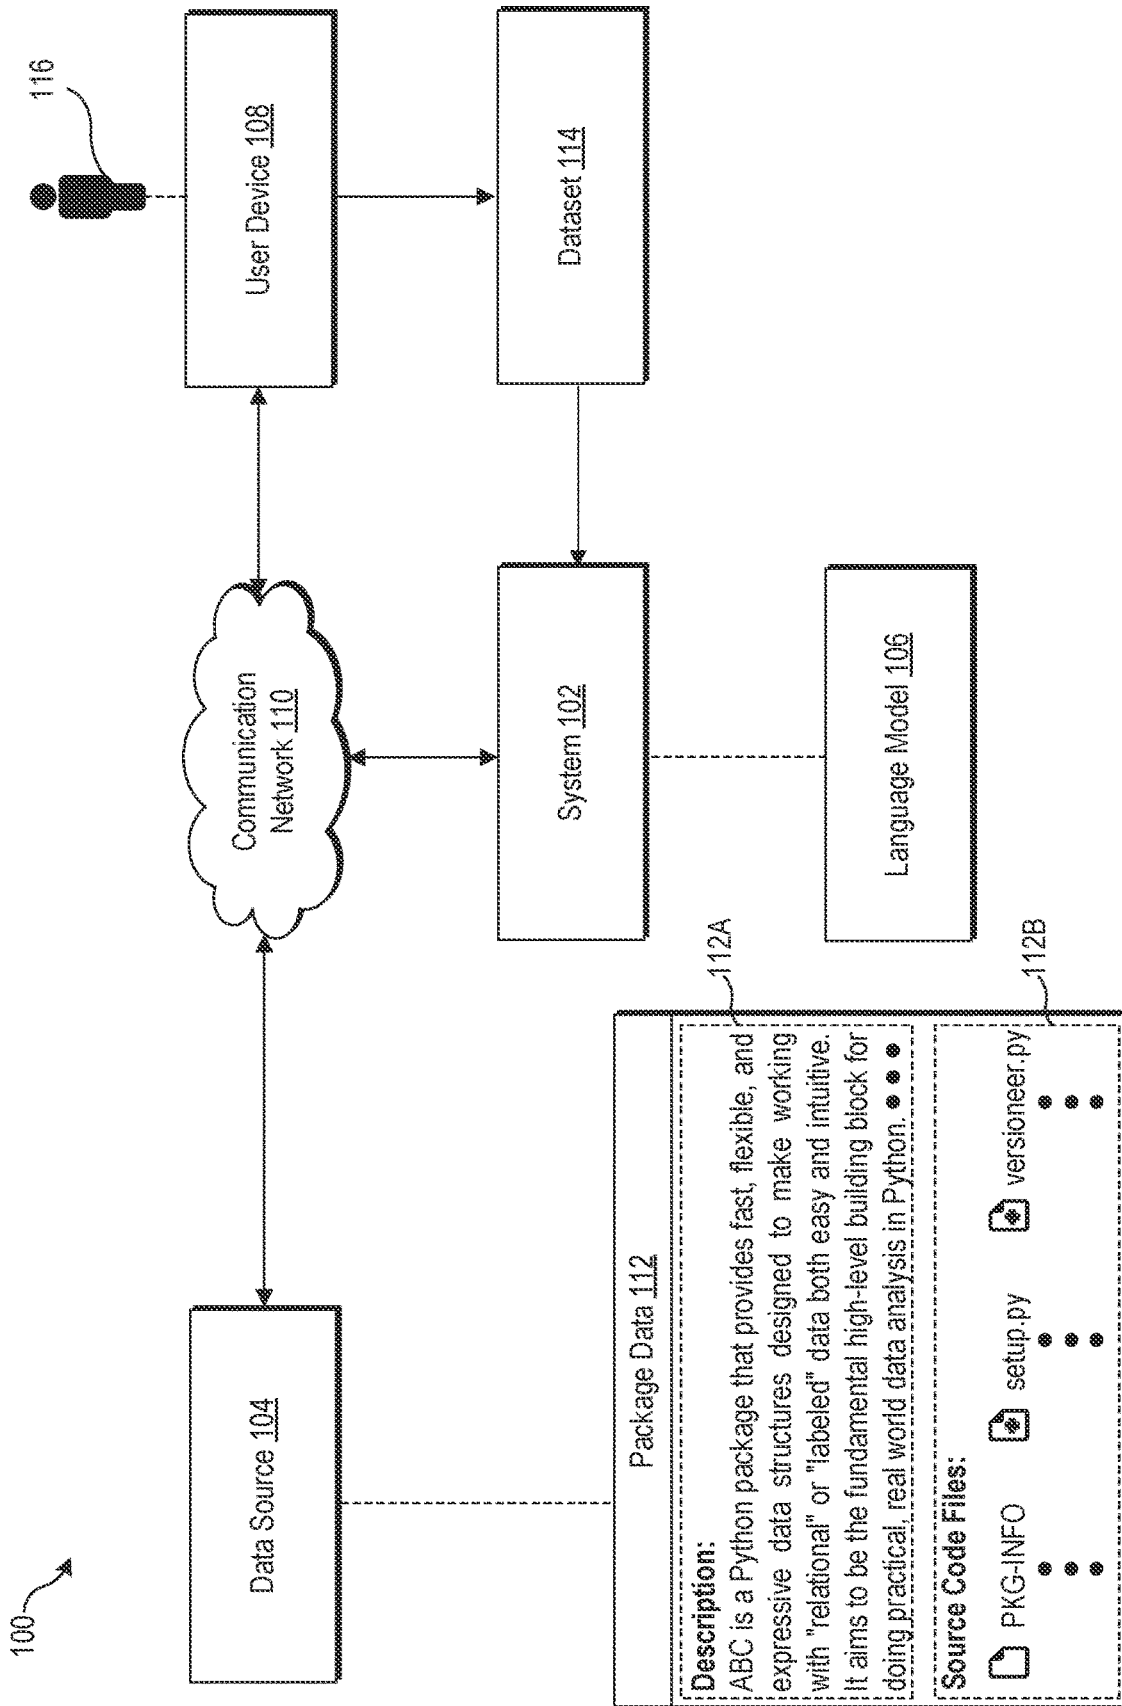 100
116
Data Source 104
Communication
Network 110
User Device 108
System 102
Dataset 114
Language Model 106
Package Data 112
112A
Description:
ABC is a Python package that provides fast, flexible, and
expressive data structures designed to make working
with "relational" or "labeled" data both easy and intuitive.
It aims to be the fundamental high-level building block for
doing practical, real world data analysis in Python.
112B
Source Code Files:
PKG-INFO setup.py versioneer.py